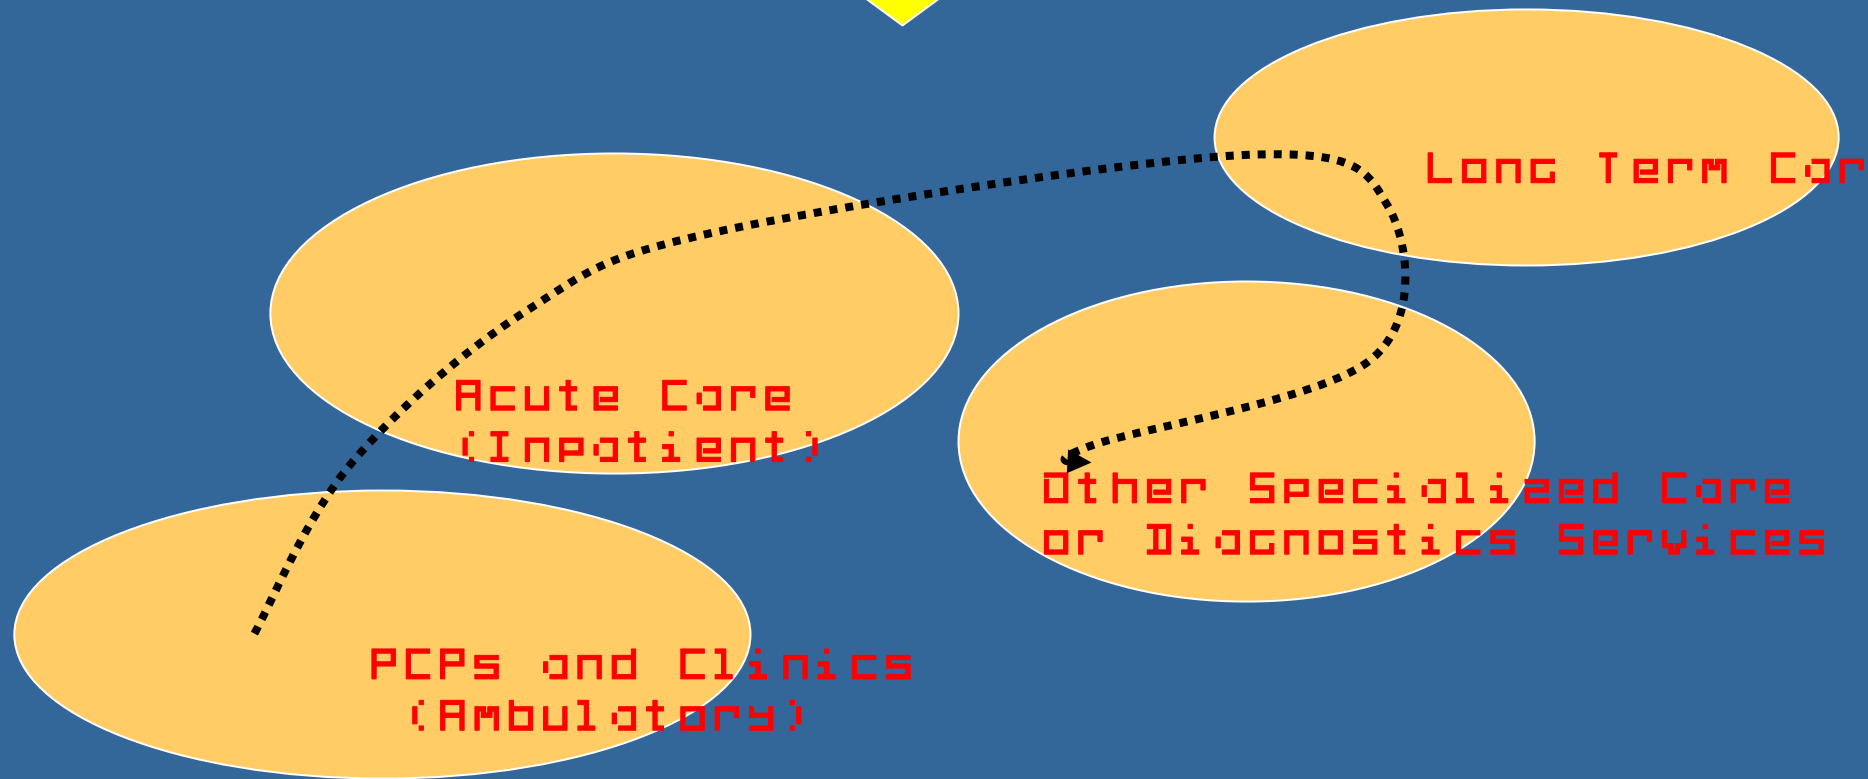 Long Term Car
Acute Care
(Inpatient)
Other Specialized Care
or Diagnostics Services
PCPs and Clinics
(Ambulatory)